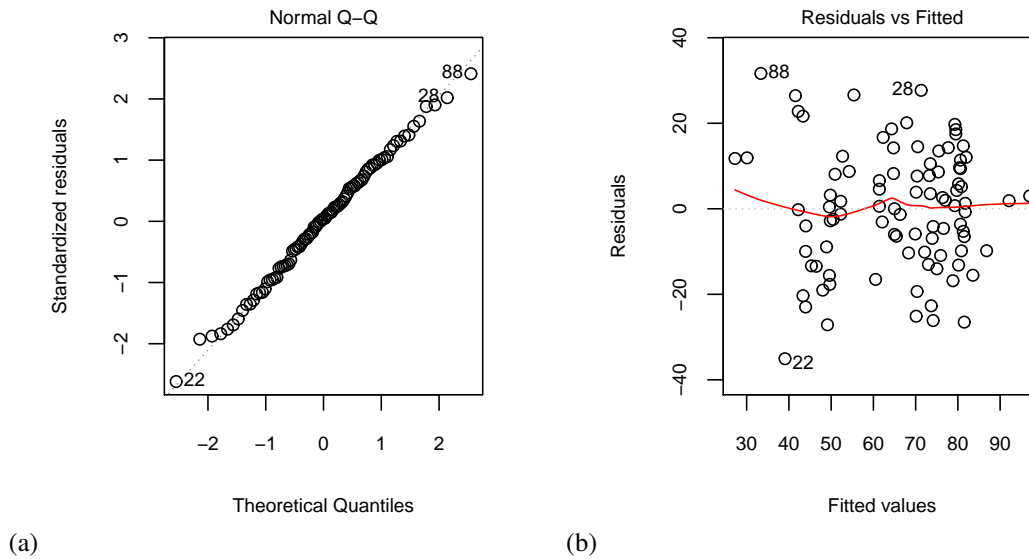 Normal Q−Q
3
2
1
0
−1
−2
Standardized residuals
88
28
22
−2 −1 0 1 2
Theoretical Quantiles
(a)
Residuals vs Fitted
40
20
0
−20
−40
Residuals
88
28
22
30 40 50 60 70 80 90
Fitted values
(b)